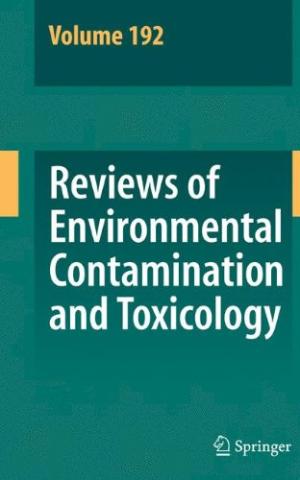 Volume 192
Reviews of
Environmental
Contamination
and Toxicology
Springer